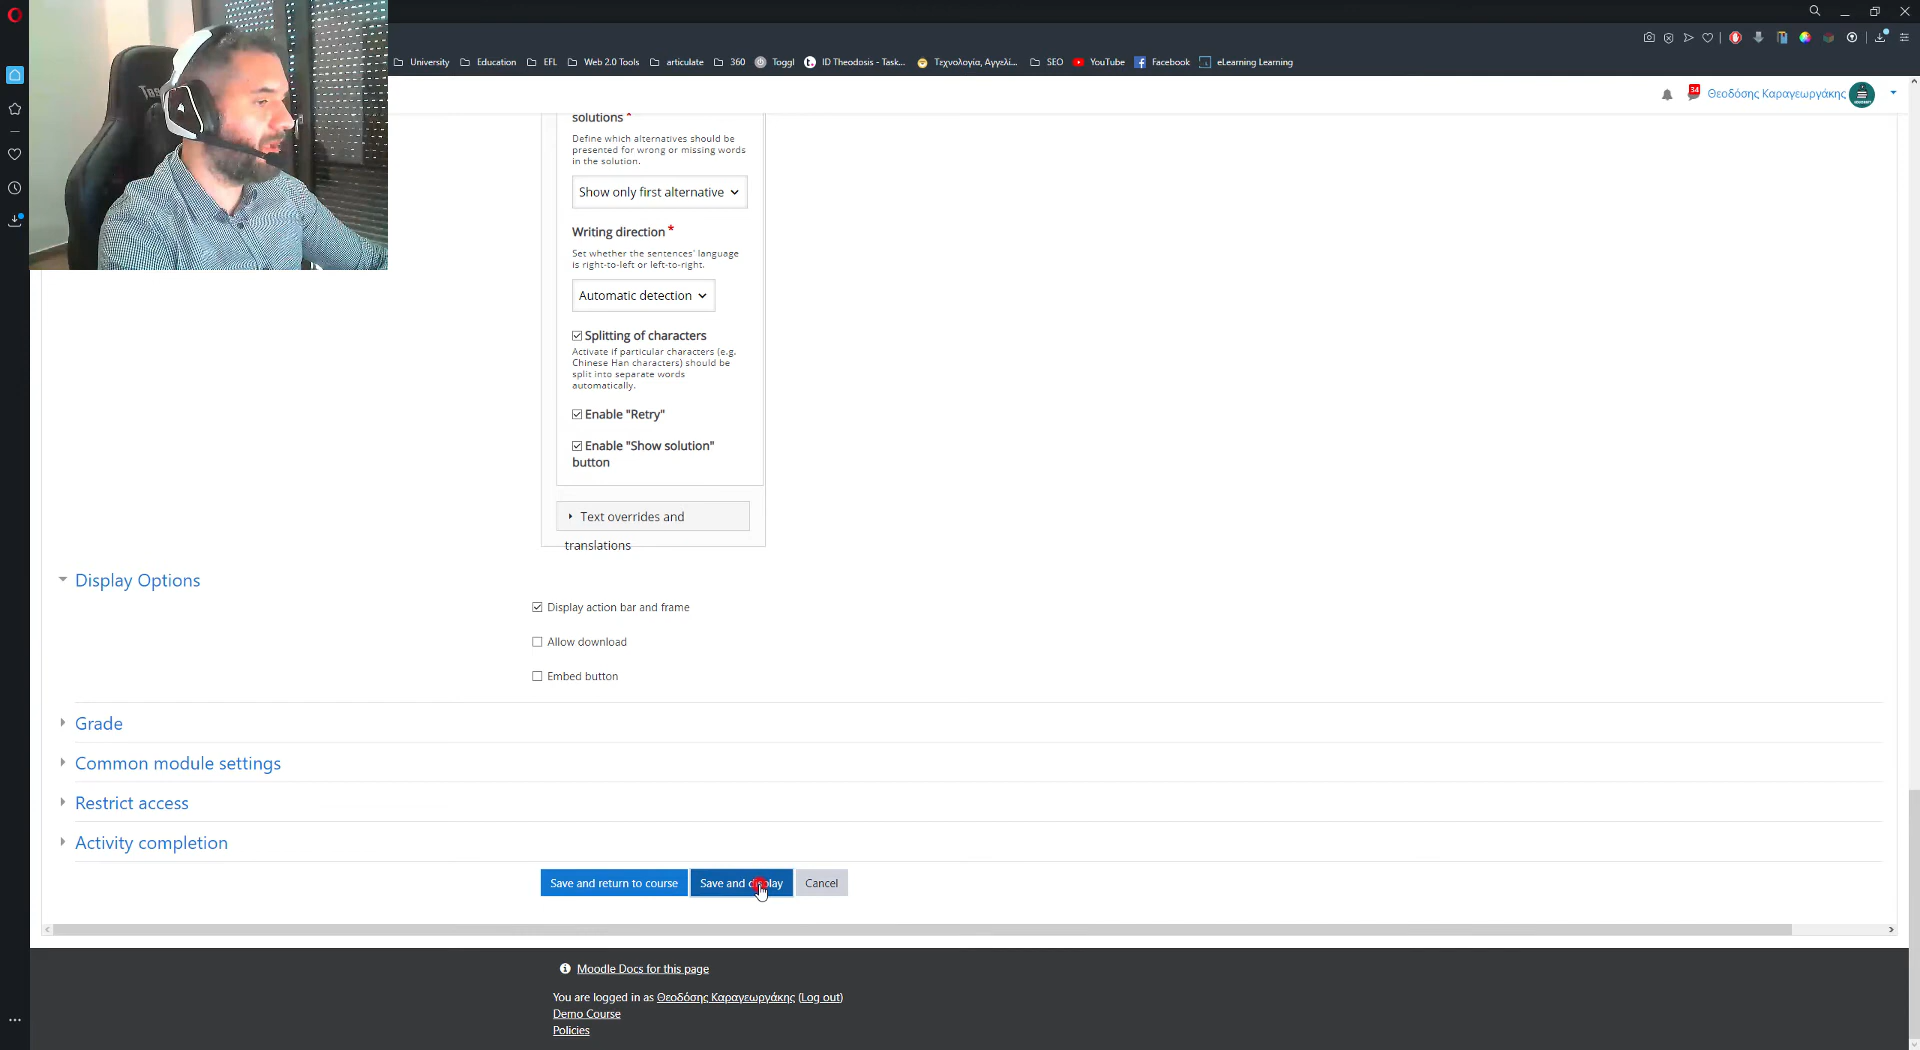 University
Education
EFL
Web 2.0 Tools
articulate
360
Toggl
ID Theodosis - Task...
Τεχνολογία, Αγγελί...
SEO
YouTube
Facebook
eLearning Learning
34
Θεοδόσης Καραγεωργάκης
solutions *
Define which alternatives should be
presented for wrong or missing words
in the solution.
Show only first alternative
Writing direction *
Set whether the sentences' language
is right-to-left or left-to-right.
Automatic detection
Splitting of characters
Activate if particular characters (e.g.
Chinese Han characters) should be
split into separate words
automatically.
Enable "Retry"
Enable "Show solution"
button
Text overrides and
translations
Display Options
Display action bar and frame
Allow download
Embed button
Grade
Common module settings
Restrict access
Activity completion
Save and return to course
Save and display
Cancel
Moodle Docs for this page
You are logged in as Θεοδόσης Καραγεωργάκης (Log out)
Demo Course
Policies